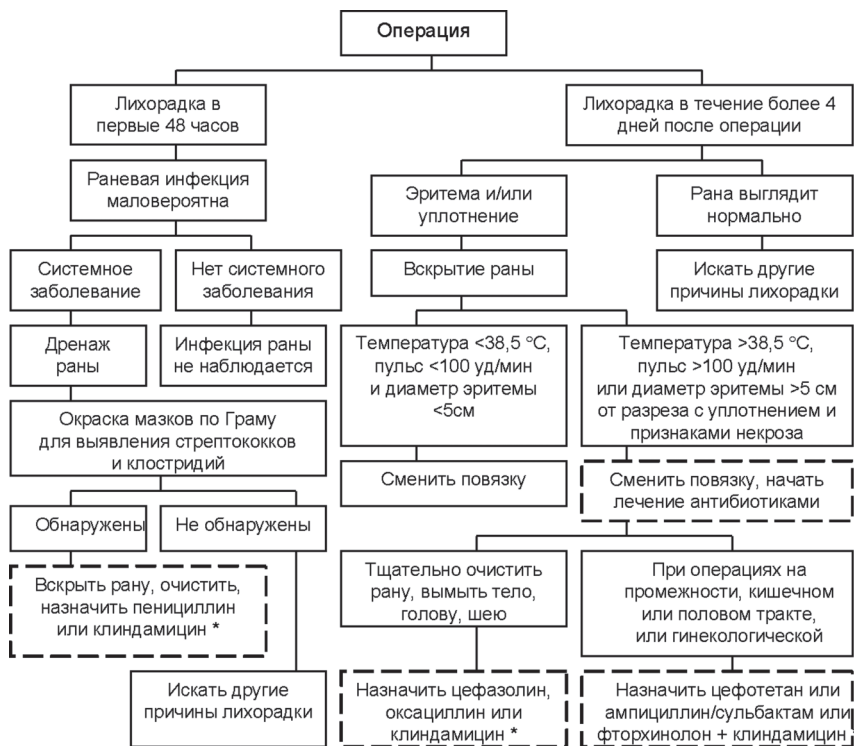 Операция
Лихорадка в
первые 48 часов
Лихорадка в течение более 4
дней после операции
Раневая инфекция
маловероятна
Эритема и/или
уплотнение
Рана выглядит
нормально
Системное
заболевание
Нет системного
заболевания
Вскрытие раны
Искать другие
причины лихорадки
Дренаж
раны
Инфекция раны
не наблюдается
Температура <38,5 °C,
пульс <100 уд/мин
и диаметр эритемы
<5см
Температура >38,5 °C,
пульс >100 уд/мин
или диаметр эритемы >5 см
от разреза с уплотнением и
признаками некроза
Окраска мазков по Граму
для выявления стрептококков
и клостридий
Сменить повязку
Сменить повязку, начать
лечение антибиотиками
Обнаружены
Не обнаружены
Вскрыть рану, очистить,
назначить пенициллин
или клиндамицин *
Тщательно очистить
рану, вымыть тело,
голову, шею
При операциях на
промежности, кишечном
или половом тракте,
или гинекологической
Искать другие
причины лихорадки
Назначить цефазолин,
оксациллин или
клиндамицин *
Назначить цефотетан или
ампициллин/сульбактам или
фторхинолон + клиндамицин